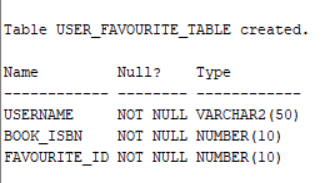 Table USER_FAVOURITE_TABLE created.
Name Null? Type
------------ -------- ------------
USERNAME NOT NULL VARCHAR2(50)
BOOK_ISBN NOT NULL NUMBER(10)
FAVOURITE_ID NOT NULL NUMBER(10)